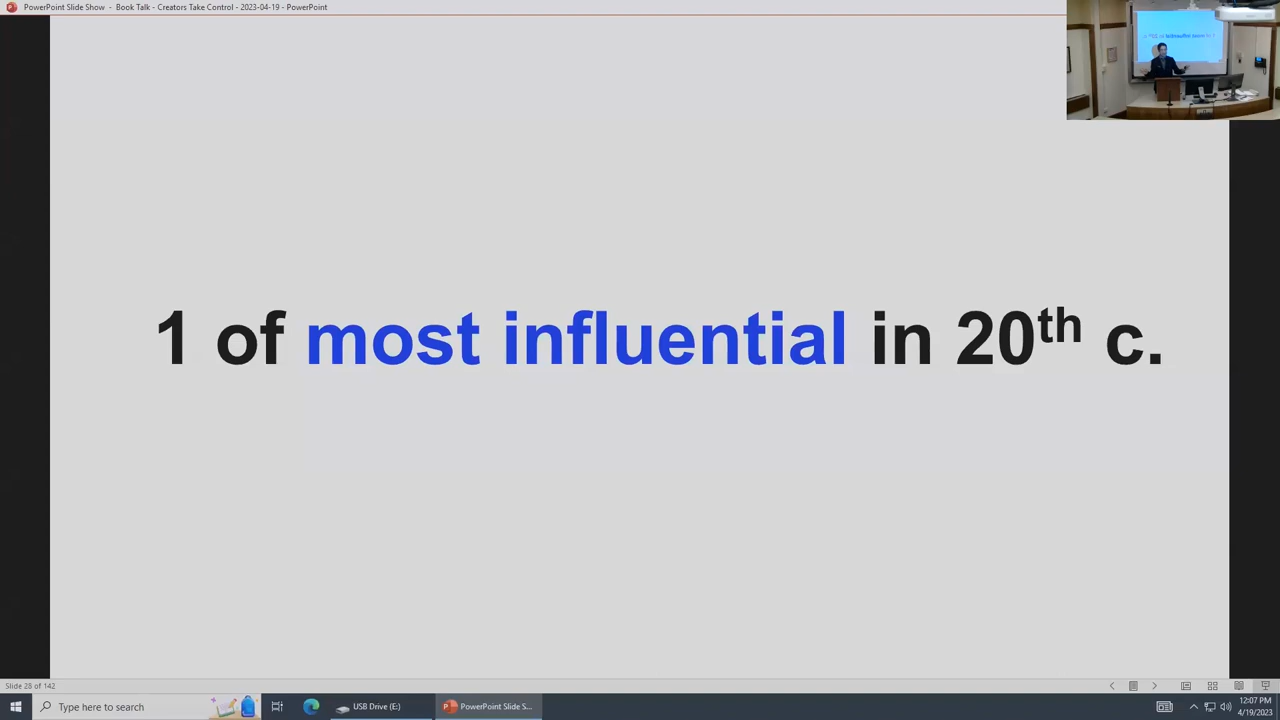 PowerPoint Slide Show - Book Talk - Creators Take Control - 2023-04-19 - PowerPoint
1 of most influential in 20th c.
Slide 28 of 142
Type here to search
USB Drive (E:)
PowerPoint Slide S...
12:07 PM
4/19/2023